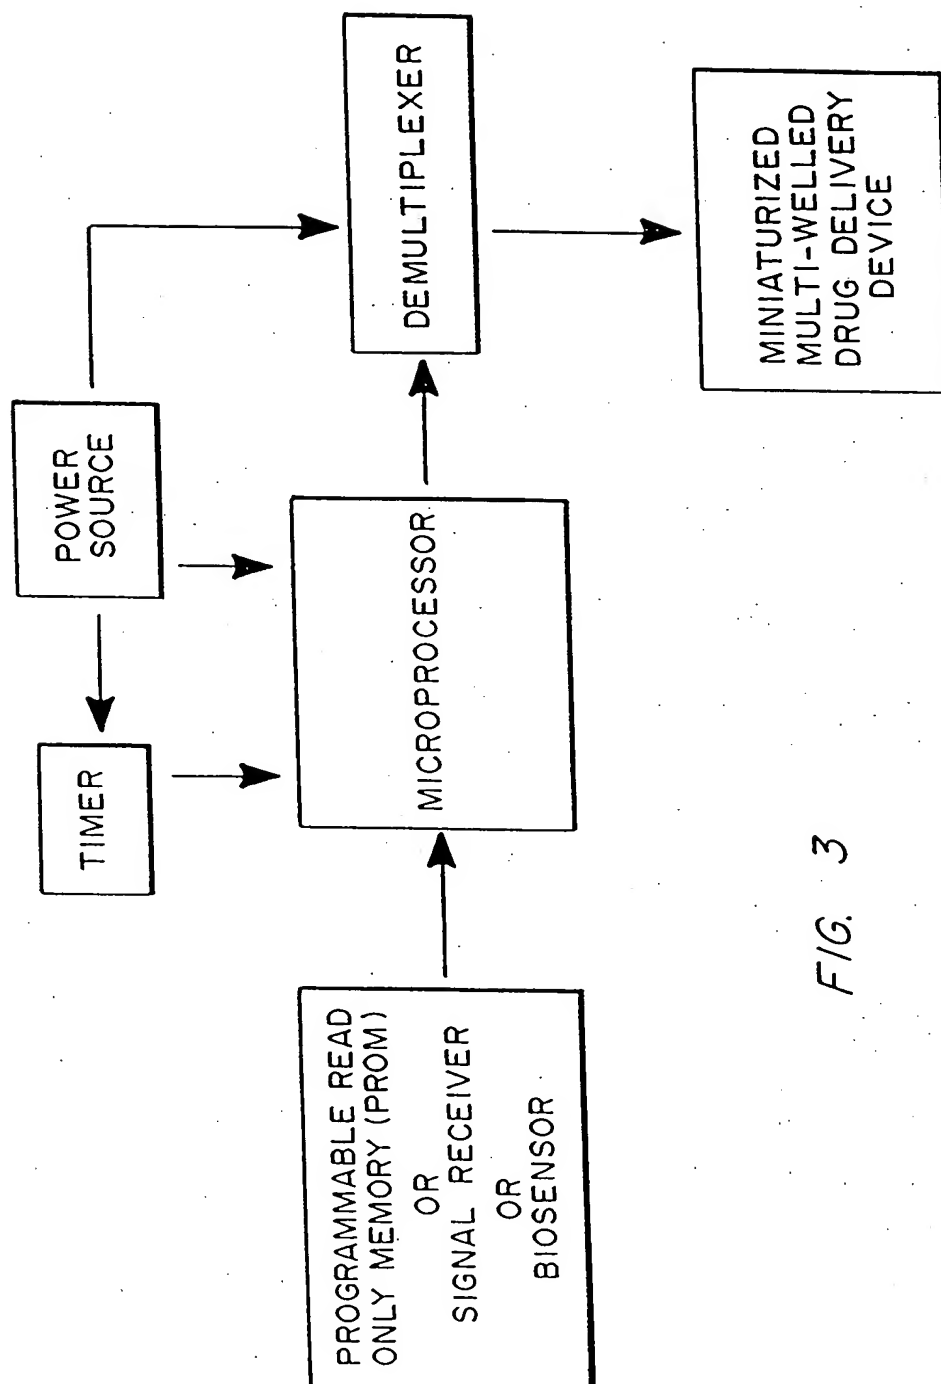 POWER
SOURCE
TIMER
DEMULTIPLEXER
MICROPROCESSOR
PROGRAMMABLE READ
ONLY MEMORY (PROM)
OR
SIGNAL RECEIVER
OR
BIOSENSOR
MINIATURIZED
MULTI-WELLED
DRUG DELIVERY
DEVICE
FIG. 3